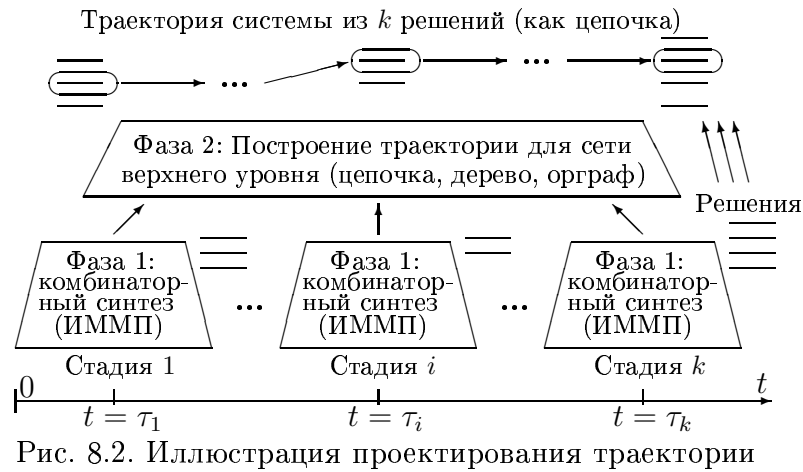 Траектория системы из k решений (как цепочка)
... ...
Фаза 2: Построение траектории для сети
верхнего уровня (цепочка, дерево, орграф)
Решения
Фаза 1:
комбинатор-
ный синтез
(ИММП)
...
Фаза 1:
комбинатор-
ный синтез
(ИММП)
...
Фаза 1:
комбинатор-
ный синтез
(ИММП)
Стадия 1 Стадия i Стадия k
0 t
t = τ₁ t = τᵢ t = τₖ
Рис. 8.2. Иллюстрация проектирования траектории